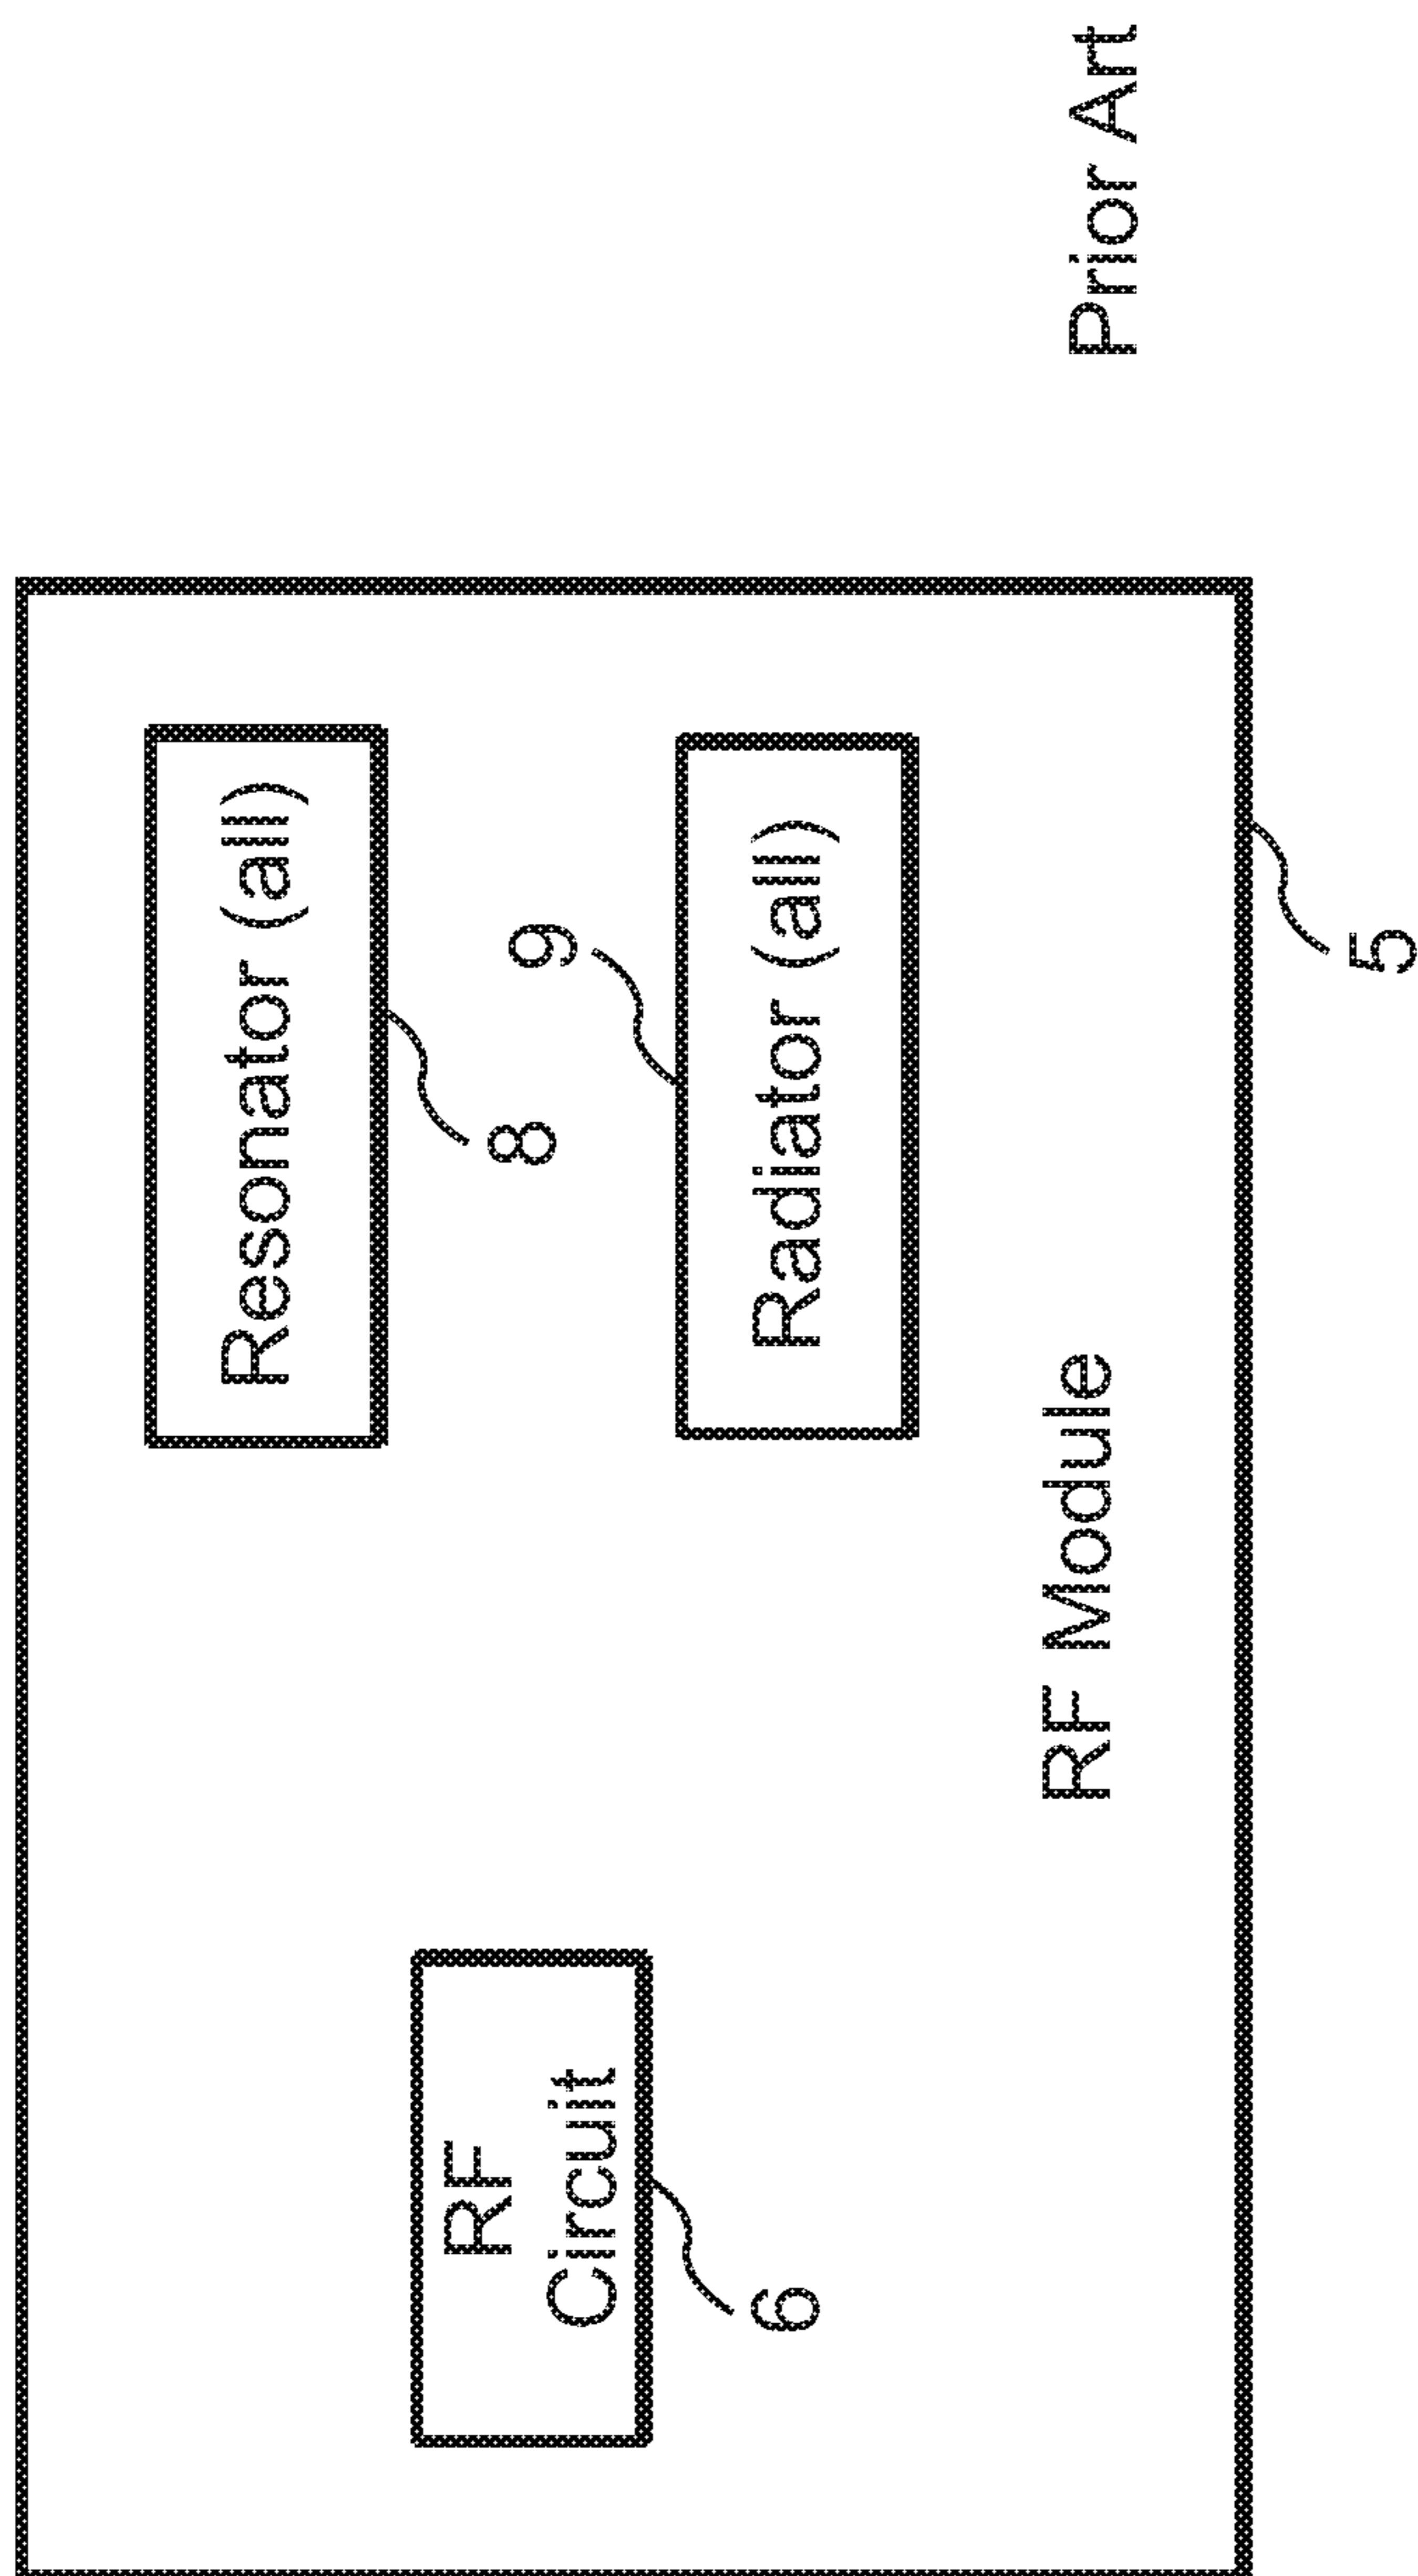 Resonator (all)
8
RF
Circuit
6
9
Radiator (all)
RF Module
5
Prior Art